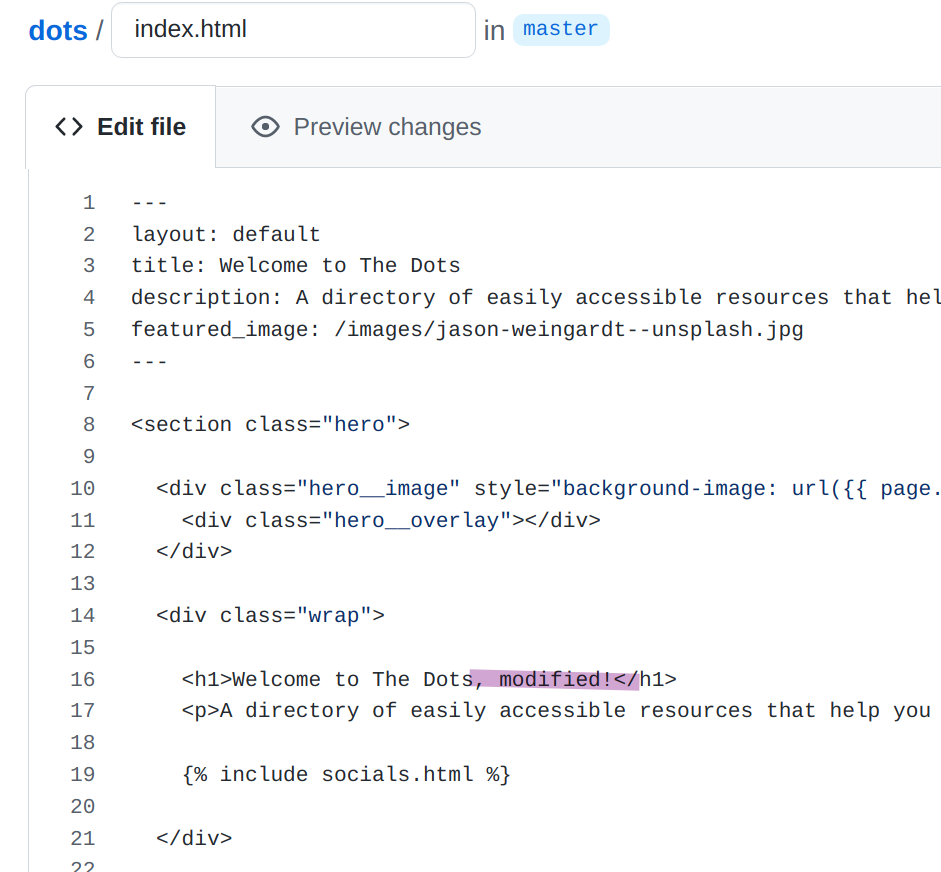 dots / index.html in master
Edit file Preview changes
1 ---
2 layout: default
3 title: Welcome to The Dots
4 description: A directory of easily accessible resources that hel
5 featured_image: /images/jason-weingardt--unsplash.jpg
6 ---
7
8 <section class="hero">
9
10 <div class="hero__image" style="background-image: url({{ page.
11 <div class="hero__overlay"></div>
12 </div>
13
14 <div class="wrap">
15
16 <h1>Welcome to The Dots, modified!</h1>
17 <p>A directory of easily accessible resources that help you
18
19 {% include socials.html %}
20
21 </div>
22